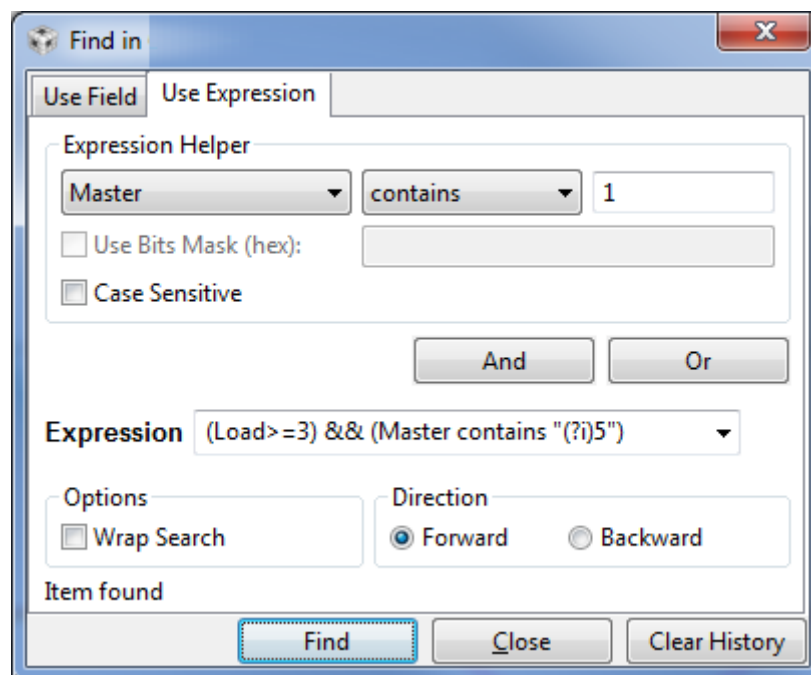 Find in
Use Field Use Expression
Expression Helper
Master contains 1
Use Bits Mask (hex):
Case Sensitive
And Or
Expression (Load>=3) && (Master contains "(?i)5")
Options Direction
Wrap Search Forward Backward
Item found
Find Close Clear History